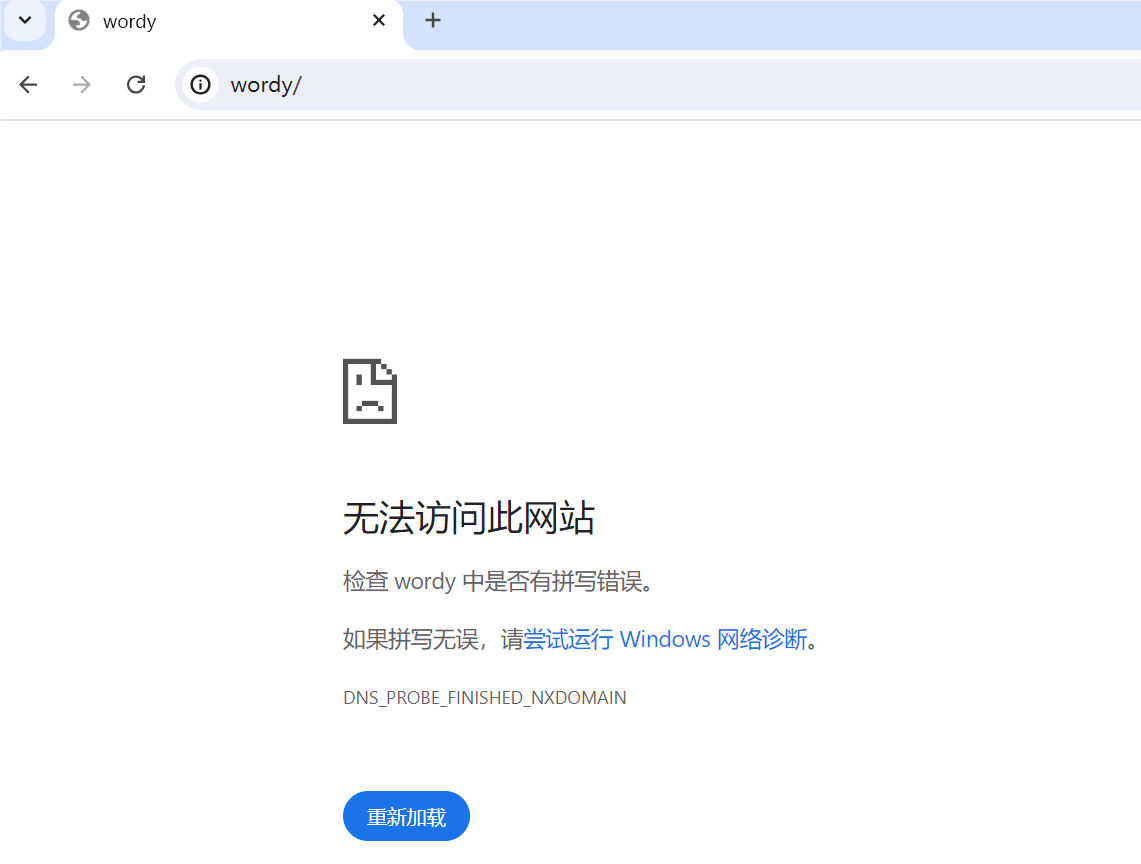 wordy
wordy/
无法访问此网站
检查 wordy 中是否有拼写错误。
如果拼写无误，请尝试运行 Windows 网络诊断。
DNS_PROBE_FINISHED_NXDOMAIN
重新加载